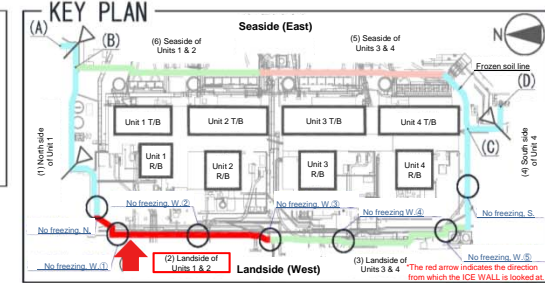 KEY PLAN
N
(A)
(B)
(6) Seaside of
Units 1 & 2
Seaside (East)
(5) Seaside of
Units 3 & 4
Frozen soil line
(D)
(1) North side
of Unit 1
Unit 1 T/B
Unit 2 T/B
Unit 3 T/B
Unit 4 T/B
(C)
(4) South side
of Unit 4
Unit 1
R/B
Unit 2
R/B
Unit 3
R/B
Unit 4
R/B
No freezing, N.
No freezing, W.①
No freezing, W.②
No freezing, W.③
No freezing, W.④
No freezing, S.
No freezing, W.⑤
(2) Landside of
Units 1 & 2
Landside (West)
(3) Landside of
Units 3 & 4
*The red arrow indicates the direction
from which the ICE WALL is looked at.